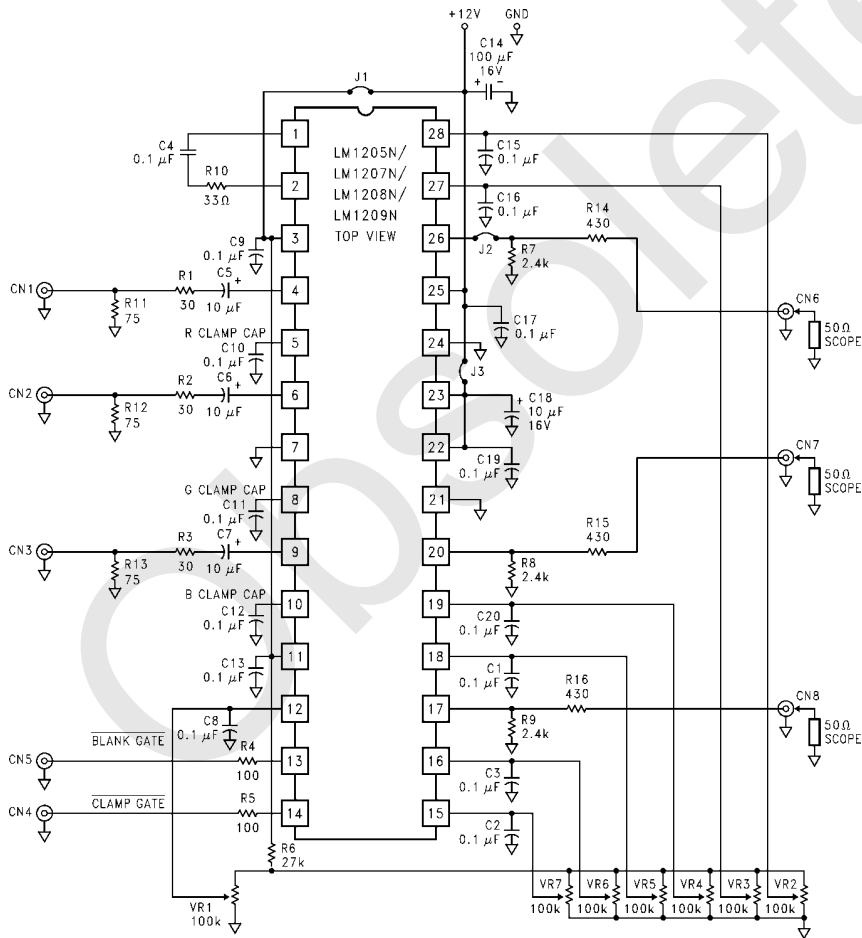 +12V GND
C14
100 μF
16V
+ −
J1
1
28
C4
0.1 μF
C15
0.1 μF
LM1205N/
LM1207N/
LM1208N/
LM1209N
TOP VIEW
R10
33Ω
2
27
C16
0.1 μF
R14
430
C9
0.1 μF
3
26
J2
R7
2.4k
CN1
R11
75
R1
30
C5
+
10 μF
4
25
CN6
50Ω
SCOPE
C17
0.1 μF
R CLAMP CAP
C10
0.1 μF
5
24
J3
CN2
R12
75
R2
30
C6
+
10 μF
6
23
+
C18
10 μF
16V
7
22
C19
0.1 μF
CN7
50Ω
SCOPE
G CLAMP CAP
C11
0.1 μF
8
21
R15
430
CN3
R13
75
R3
30
C7
+
10 μF
9
20
R8
2.4k
B CLAMP CAP
C12
0.1 μF
10
19
C20
0.1 μF
C13
0.1 μF
11
18
C1
0.1 μF
R16
430
CN8
50Ω
SCOPE
12
17
C8
0.1 μF
R9
2.4k
BLANK GATE
CN5
R4
100
13
16
C3
0.1 μF
CLAMP GATE
CN4
R5
100
14
15
C2
0.1 μF
R6
27k
VR1
100k
VR7
100k
VR6
100k
VR5
100k
VR4
100k
VR3
100k
VR2
100k
Obsolete